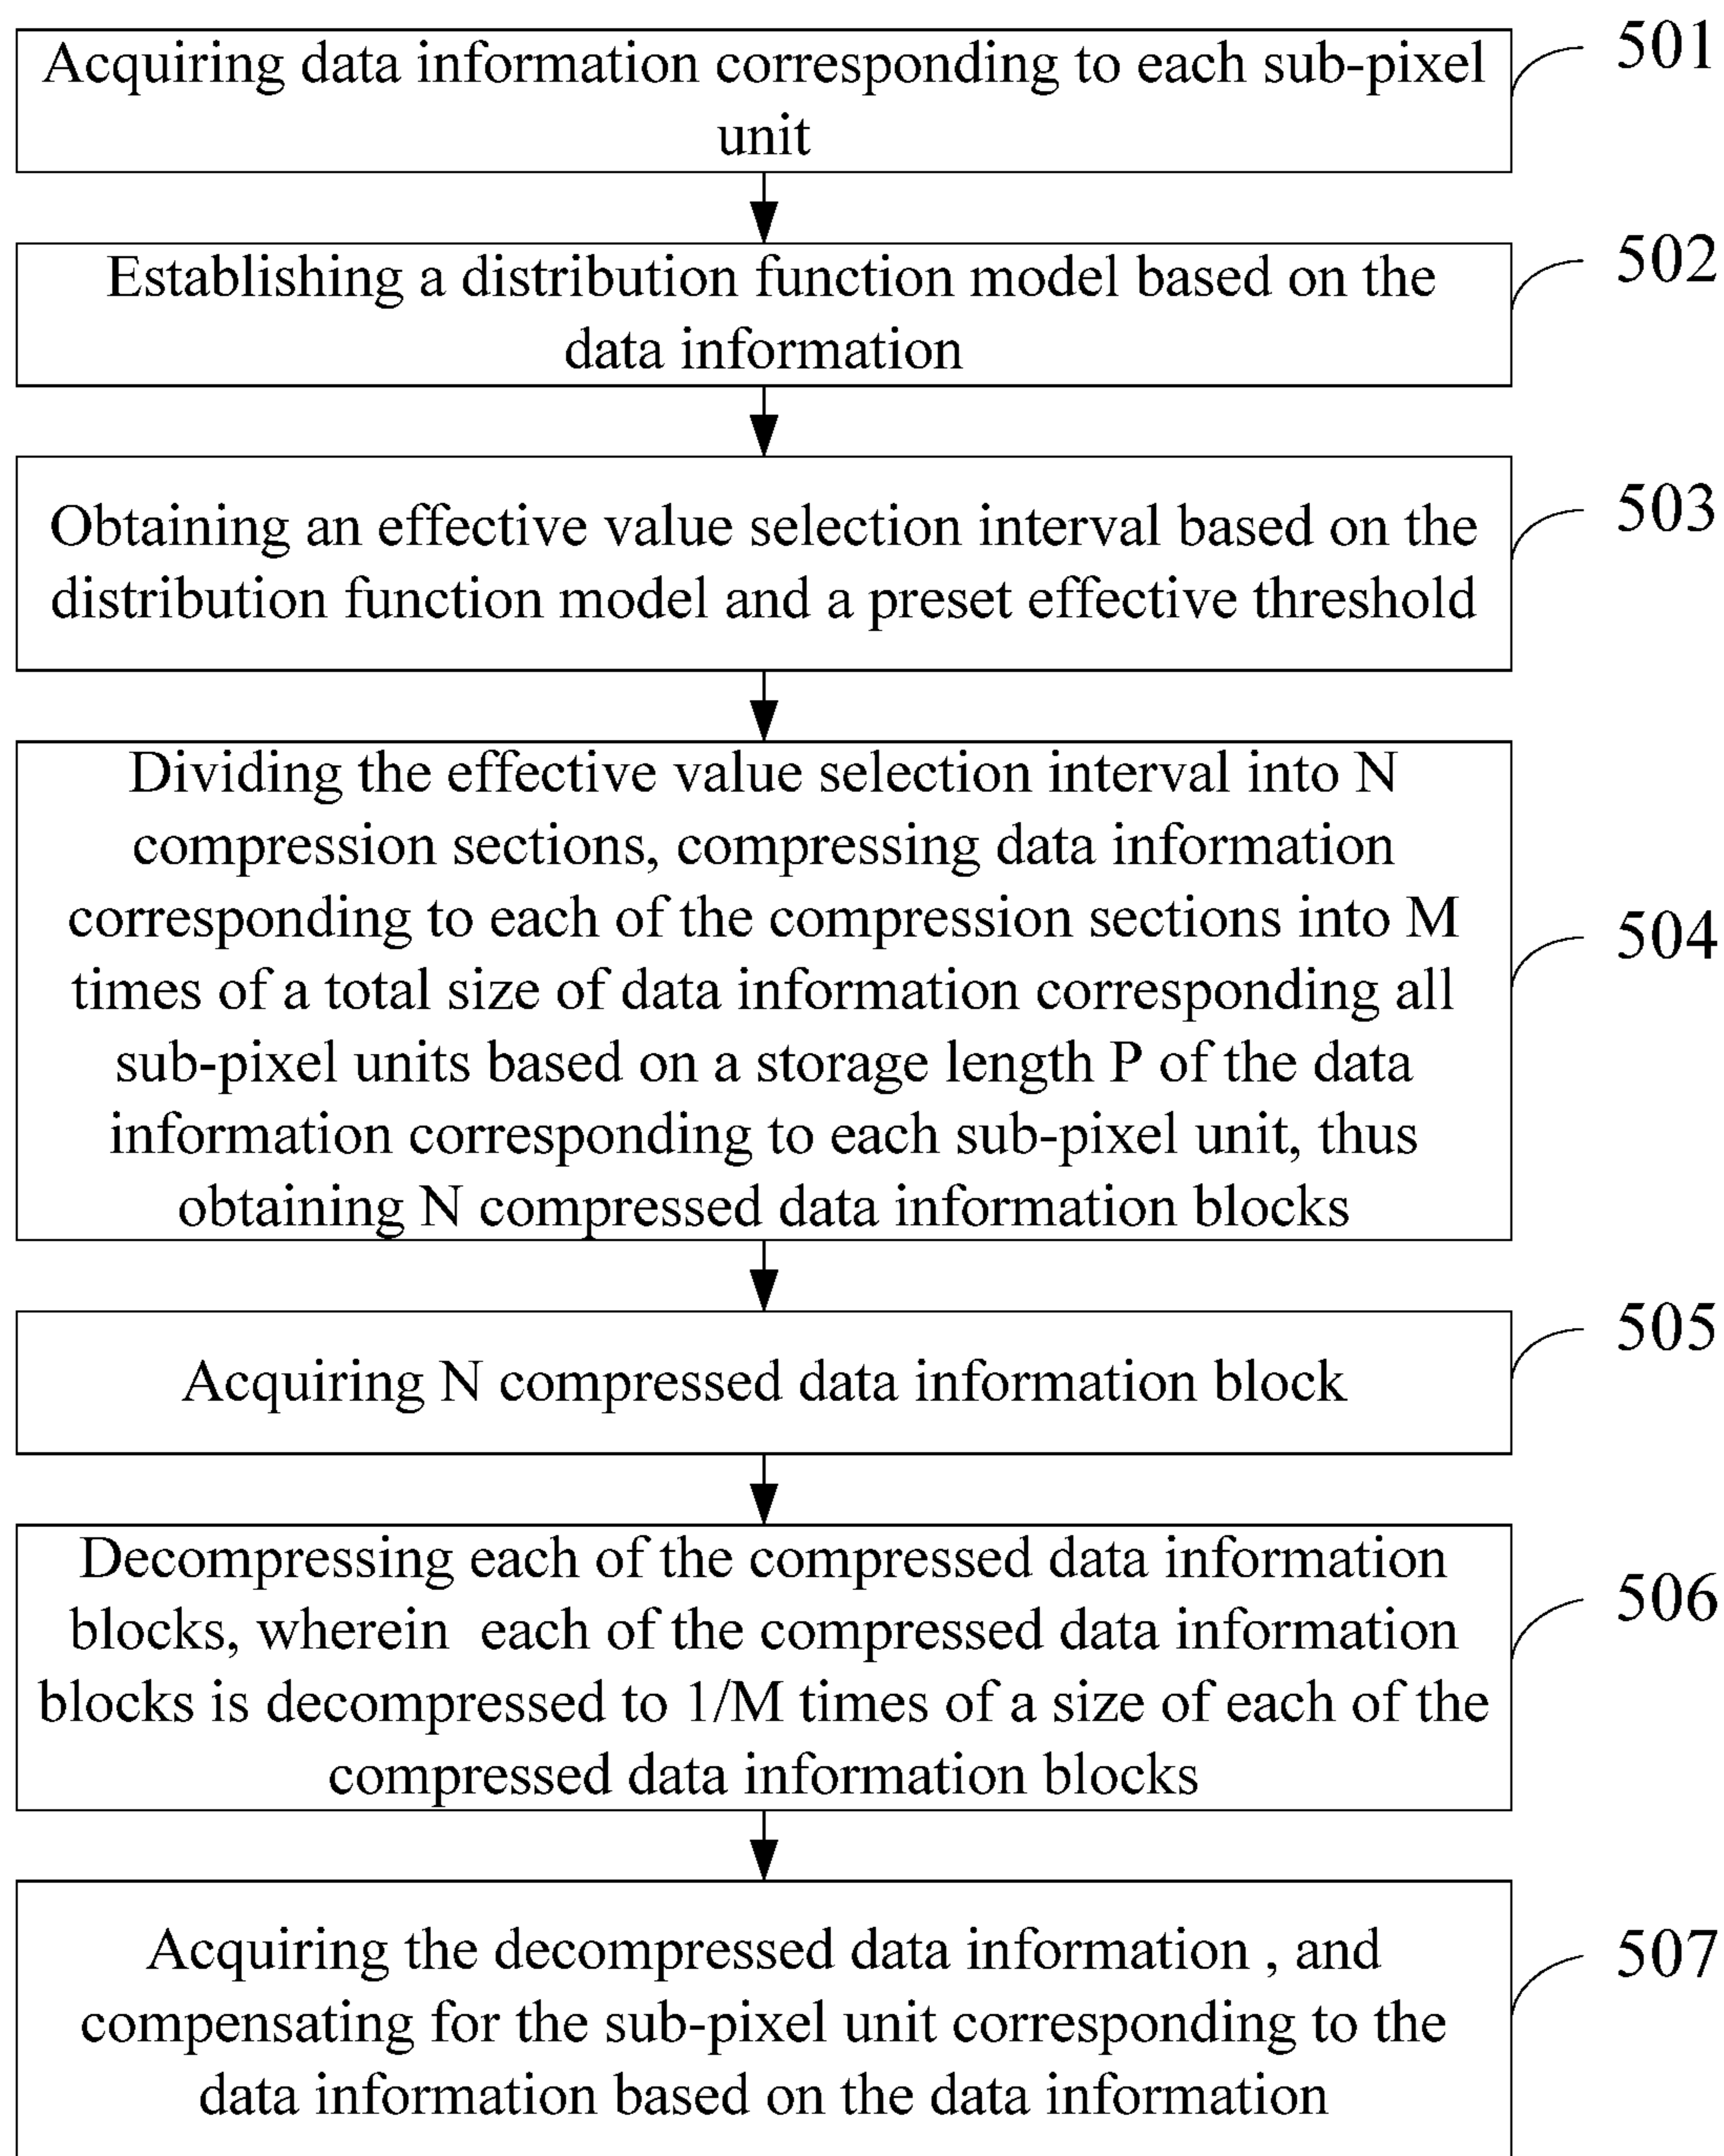 Acquiring data information corresponding to each sub-pixel
unit
501
Establishing a distribution function model based on the
data information
502
Obtaining an effective value selection interval based on the
distribution function model and a preset effective threshold
503
Dividing the effective value selection interval into N
compression sections, compressing data information
corresponding to each of the compression sections into M
times of a total size of data information corresponding all
sub-pixel units based on a storage length P of the data
information corresponding to each sub-pixel unit, thus
obtaining N compressed data information blocks
504
Acquiring N compressed data information block
505
Decompressing each of the compressed data information
blocks, wherein each of the compressed data information
blocks is decompressed to 1/M times of a size of each of the
compressed data information blocks
506
Acquiring the decompressed data information , and
compensating for the sub-pixel unit corresponding to the
data information based on the data information
507